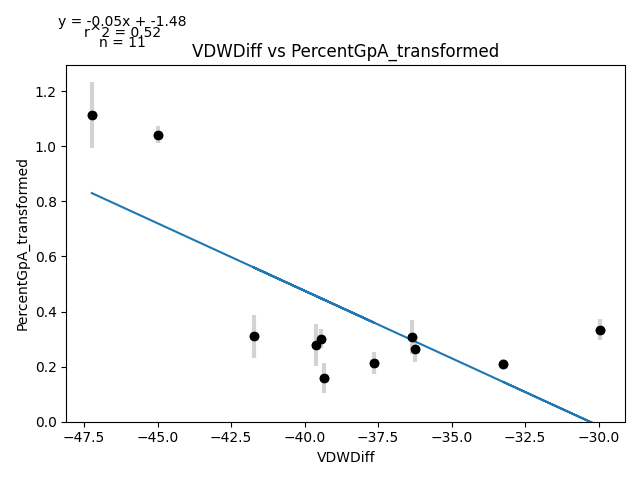 y = -0.05x + -1.48
r^2 = 0.52
n = 11
VDWDiff vs PercentGpA_transformed
PercentGpA_transformed
1.2
1.0
0.8
0.6
0.4
0.2
0.0
−47.5 −45.0 −42.5 −40.0 −37.5 −35.0 −32.5 −30.0
VDWDiff